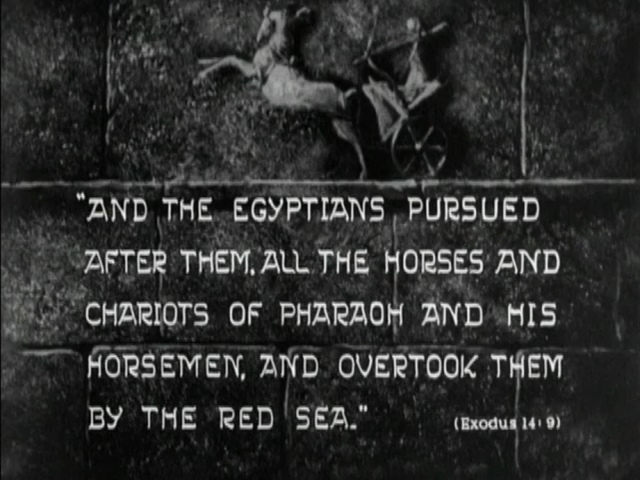 "AND THE EGYPTIANS PURSUED
AFTER THEM, ALL THE HORSES AND
CHARIOTS OF PHARAOH AND HIS
HORSEMEN, AND OVERTOOK THEM
BY THE RED SEA."
(Exodus 14:9)